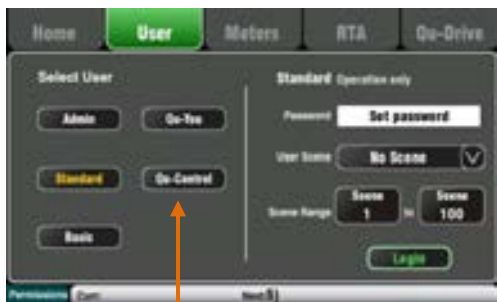 Home User Meters RTA Qu-Drive
Select User
Standard Operation only
Admin Qu-You
Password Set password
User Scene No Scene
Standard Qu-Control
Scene Range Scene 1 to Scene 100
Basic
Login
Permissions